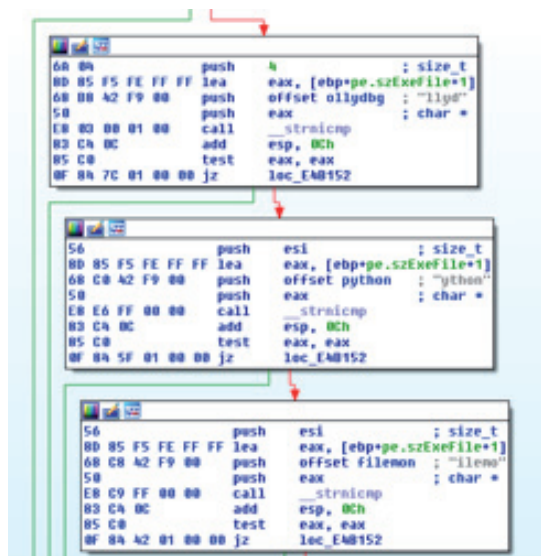 6A 04 push 4 ; size_t
8D 85 F5 FE FF FF lea eax, [ebp+pe.szExeFile+1]
68 B8 42 F9 00 push offset ollydbg ; "llyd"
50 push eax ; char *
E8 03 00 01 00 call __strnicmp
83 C4 0C add esp, 0Ch
85 C0 test eax, eax
0F 84 7C 01 00 00 jz loc_E4B152
56 push esi ; size_t
8D 85 F5 FE FF FF lea eax, [ebp+pe.szExeFile+1]
68 C0 42 F9 00 push offset python ; "ython"
50 push eax ; char *
E8 E6 FF 00 00 call __strnicmp
83 C4 0C add esp, 0Ch
85 C0 test eax, eax
0F 84 5F 01 00 00 jz loc_E4B152
56 push esi ; size_t
8D 85 F5 FE FF FF lea eax, [ebp+pe.szExeFile+1]
68 C8 42 F9 00 push offset filemon ; "ilemo"
50 push eax ; char *
E8 C9 FF 00 00 call __strnicmp
83 C4 0C add esp, 0Ch
85 C0 test eax, eax
0F 84 42 01 00 00 jz loc_E4B152